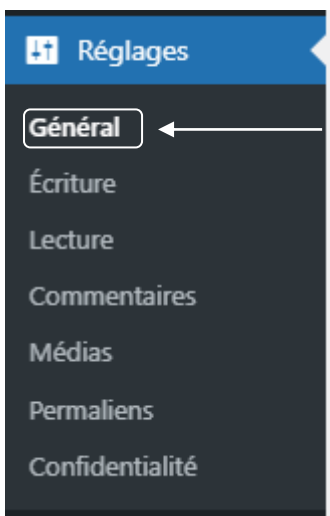 Réglages
Général
Écriture
Lecture
Commentaires
Médias
Permaliens
Confidentialité